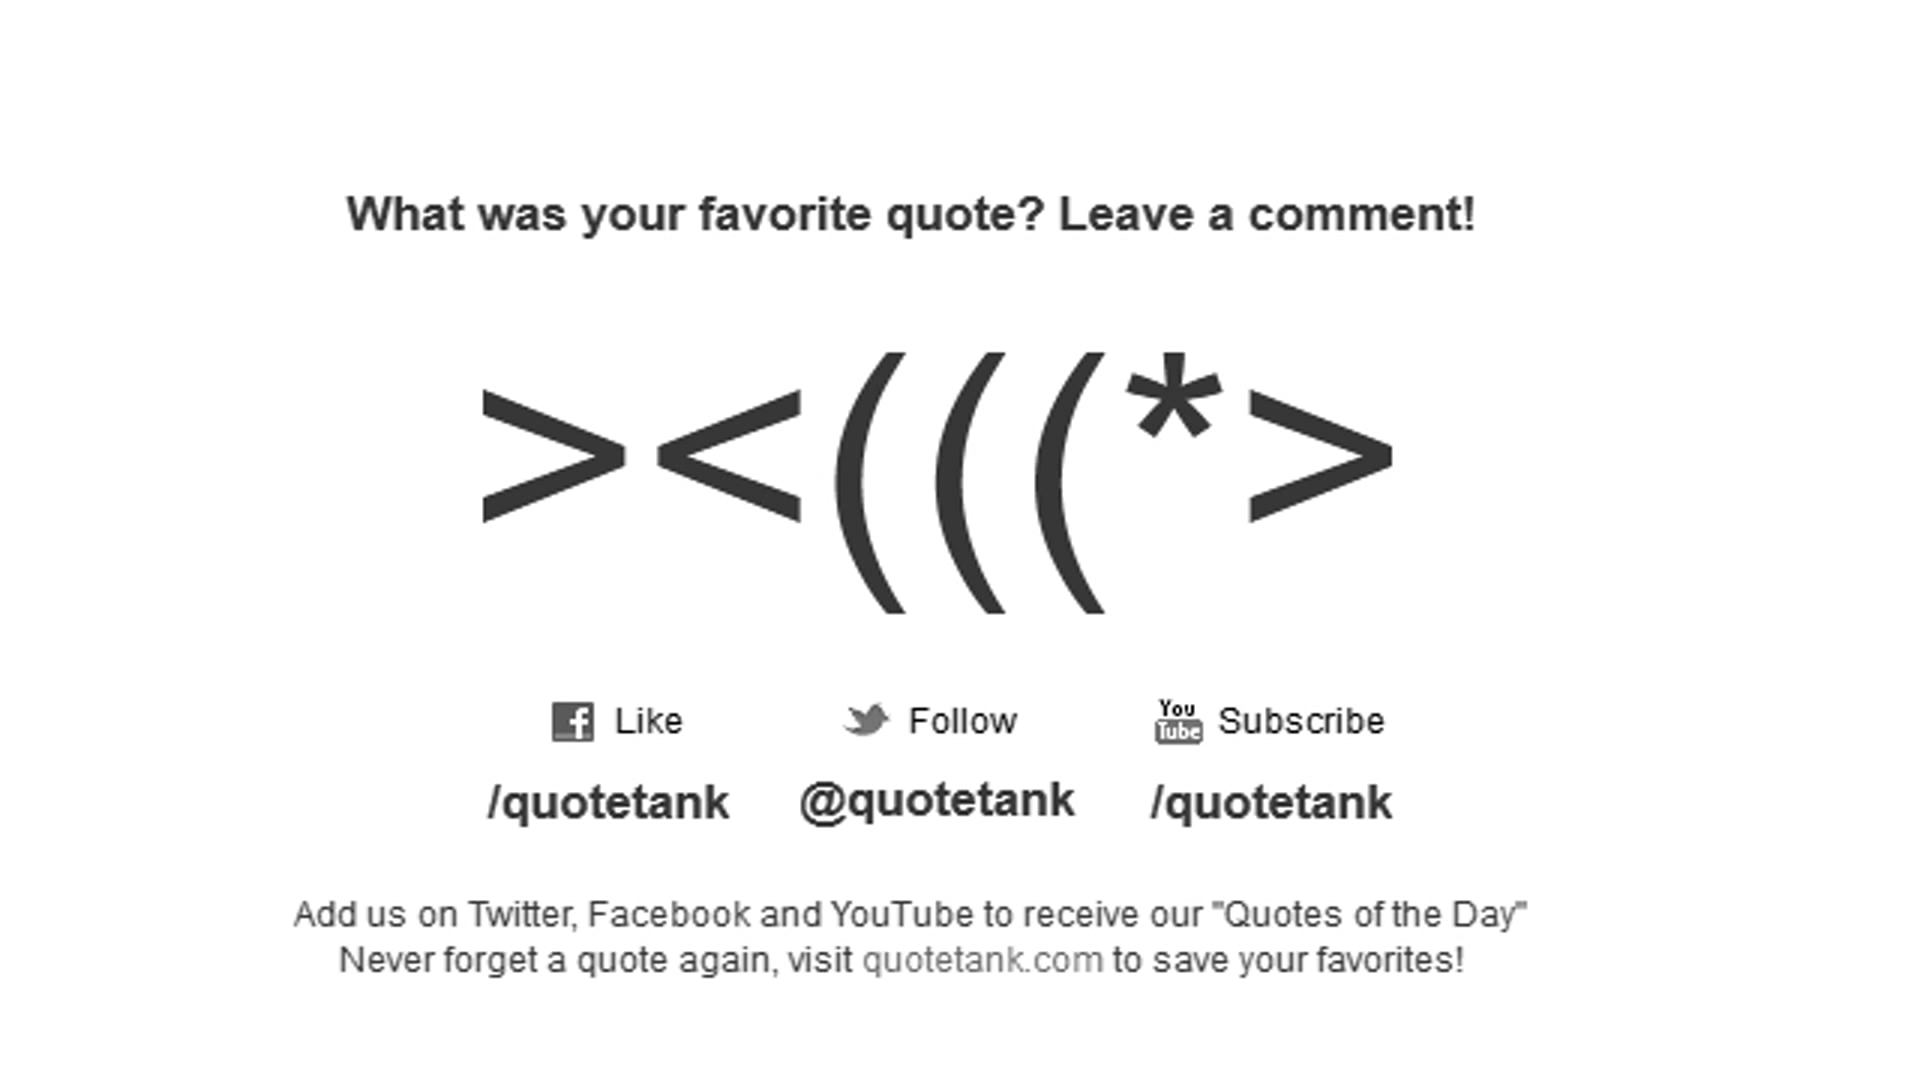 What was your favorite quote? Leave a comment!
><(((*>
f Like Follow You Tube Subscribe
/quotetank @quotetank /quotetank
Add us on Twitter, Facebook and YouTube to receive our "Quotes of the Day"
Never forget a quote again, visit quotetank.com to save your favorites!